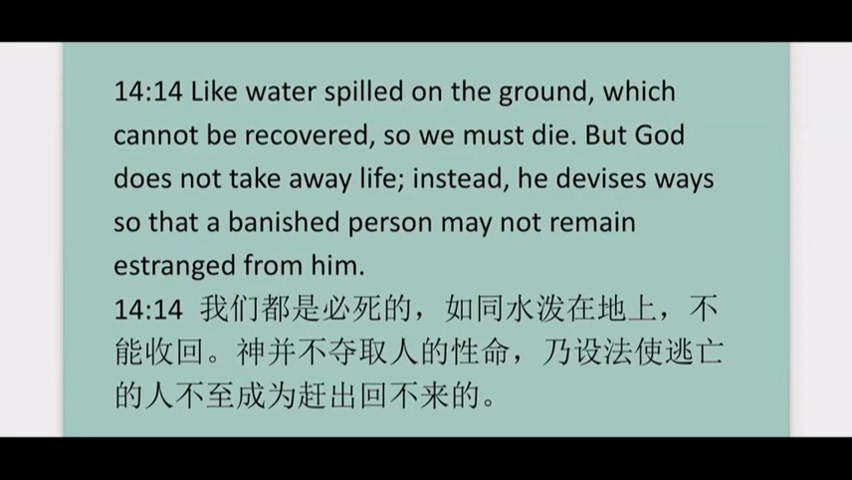 14:14 Like water spilled on the ground, which
cannot be recovered, so we must die. But God
does not take away life; instead, he devises ways
so that a banished person may not remain
estranged from him.
14:14 我们都是必死的，如同水泼在地上，不
能收回。神并不夺取人的性命，乃设法使逃亡
的人不至成为赶出回不来的。